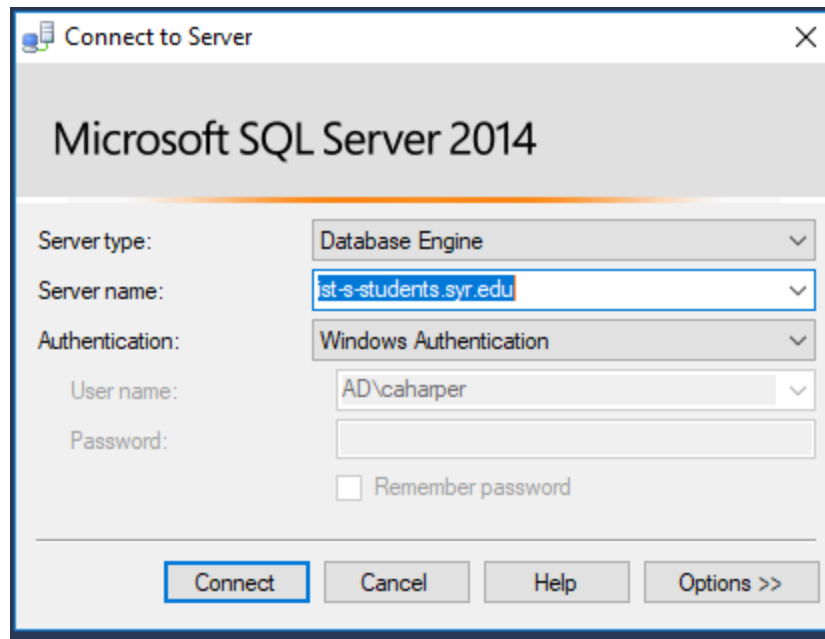 Connect to Server
Microsoft SQL Server 2014
Server type: Database Engine
Server name: ist-s-students.syr.edu
Authentication: Windows Authentication
User name: AD\caharper
Password:
Remember password
Connect Cancel Help Options >>